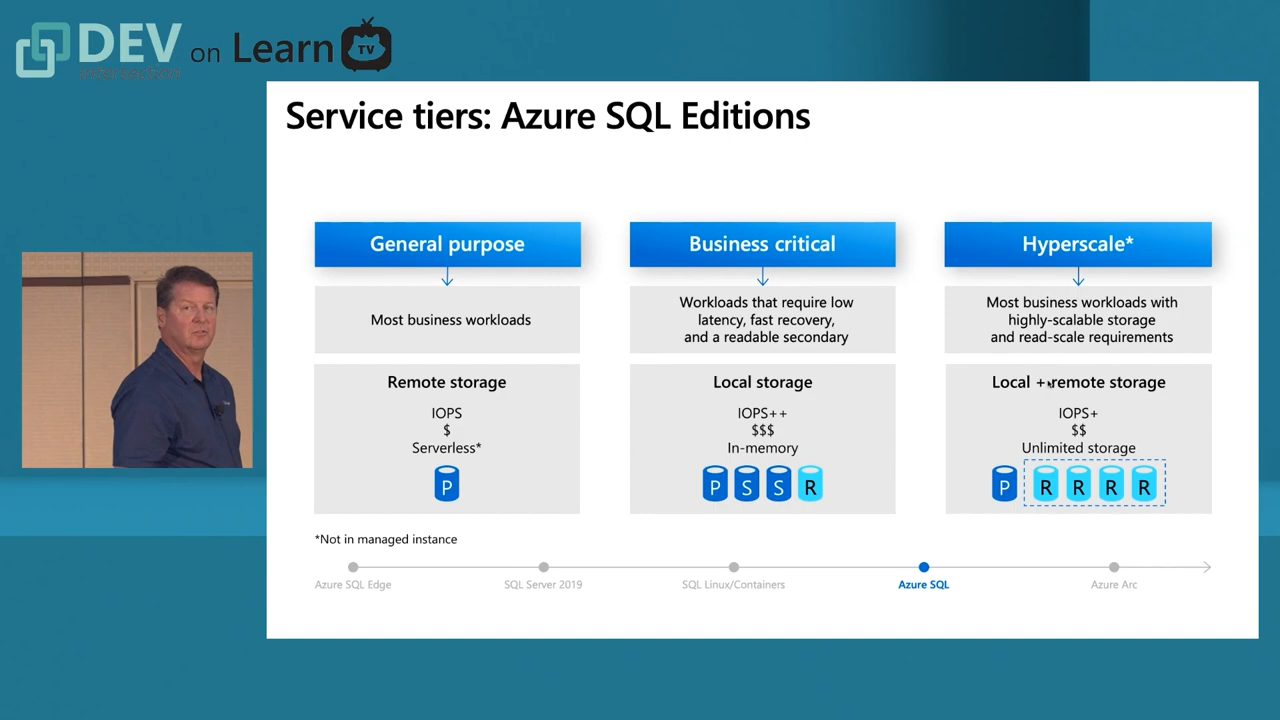 DEV on Learn TV
intersection
Service tiers: Azure SQL Editions
General purpose
Most business workloads
Remote storage
IOPS
$
Serverless*
P
Business critical
Workloads that require low
latency, fast recovery,
and a readable secondary
Local storage
IOPS++
$$$
In-memory
P S S R
Hyperscale*
Most business workloads with
highly-scalable storage
and read-scale requirements
Local + remote storage
IOPS+
$$
Unlimited storage
P R R R R
*Not in managed instance
Azure SQL Edge
SQL Server 2019
SQL Linux/Containers
Azure SQL
Azure Arc